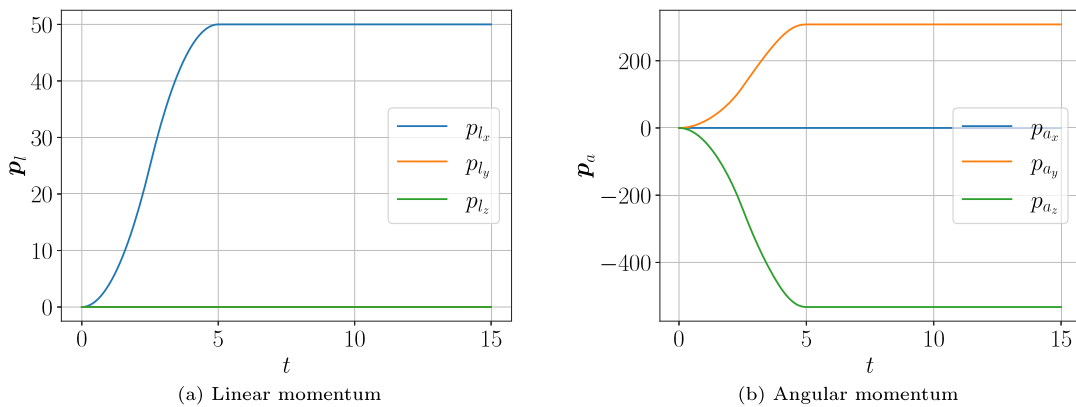 50
40
30
20
10
0
p_l
p_{l_x}
p_{l_y}
p_{l_z}
0 5 10 15
t
(a) Linear momentum
200
0
−200
−400
p_a
p_{a_x}
p_{a_y}
p_{a_z}
0 5 10 15
t
(b) Angular momentum